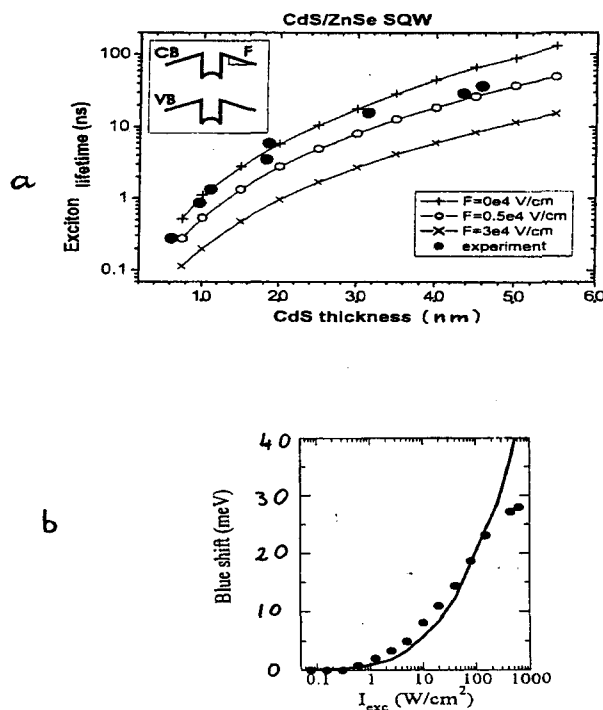 CdS/ZnSe SQW
a
Exciton lifetime (ns)
100
10
1
0.1
CB
F
VB
F=0e4 V/cm
F=0.5e4 V/cm
F=3e4 V/cm
experiment
1.0 2.0 3.0 4.0 5.0 6.0
CdS thickness (nm)
b
Blue shift (meV)
40
30
20
10
0
0.1 1 10 100 1000
I_exc (W/cm²)